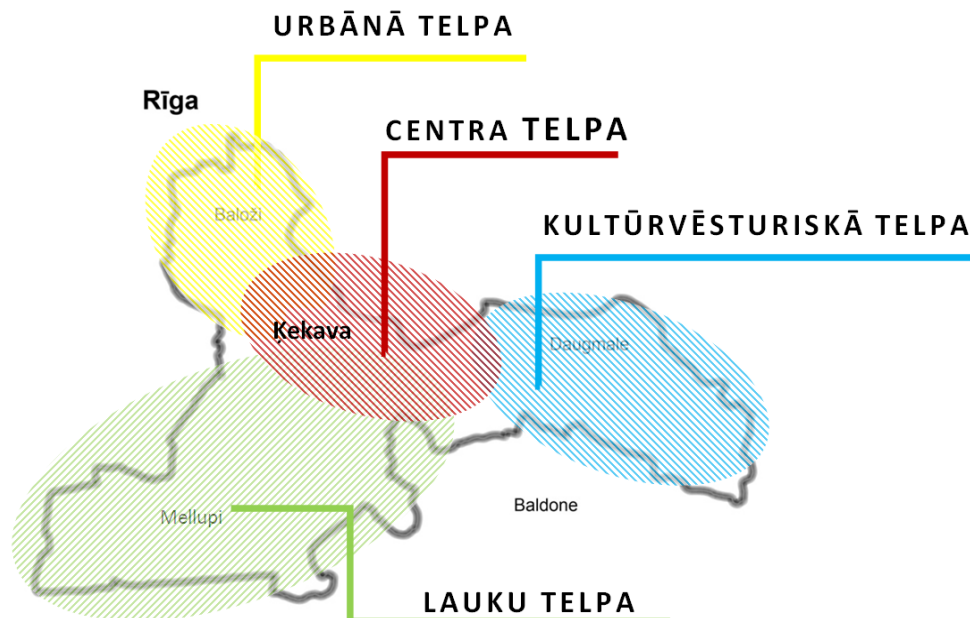 URBĀNĀ TELPA
Rīga
CENTRA TELPA
Baloži
KULTŪRVĒSTURISKĀ TELPA
Ķekava
Daugmale
Baldone
Mellupi
LAUKU TELPA